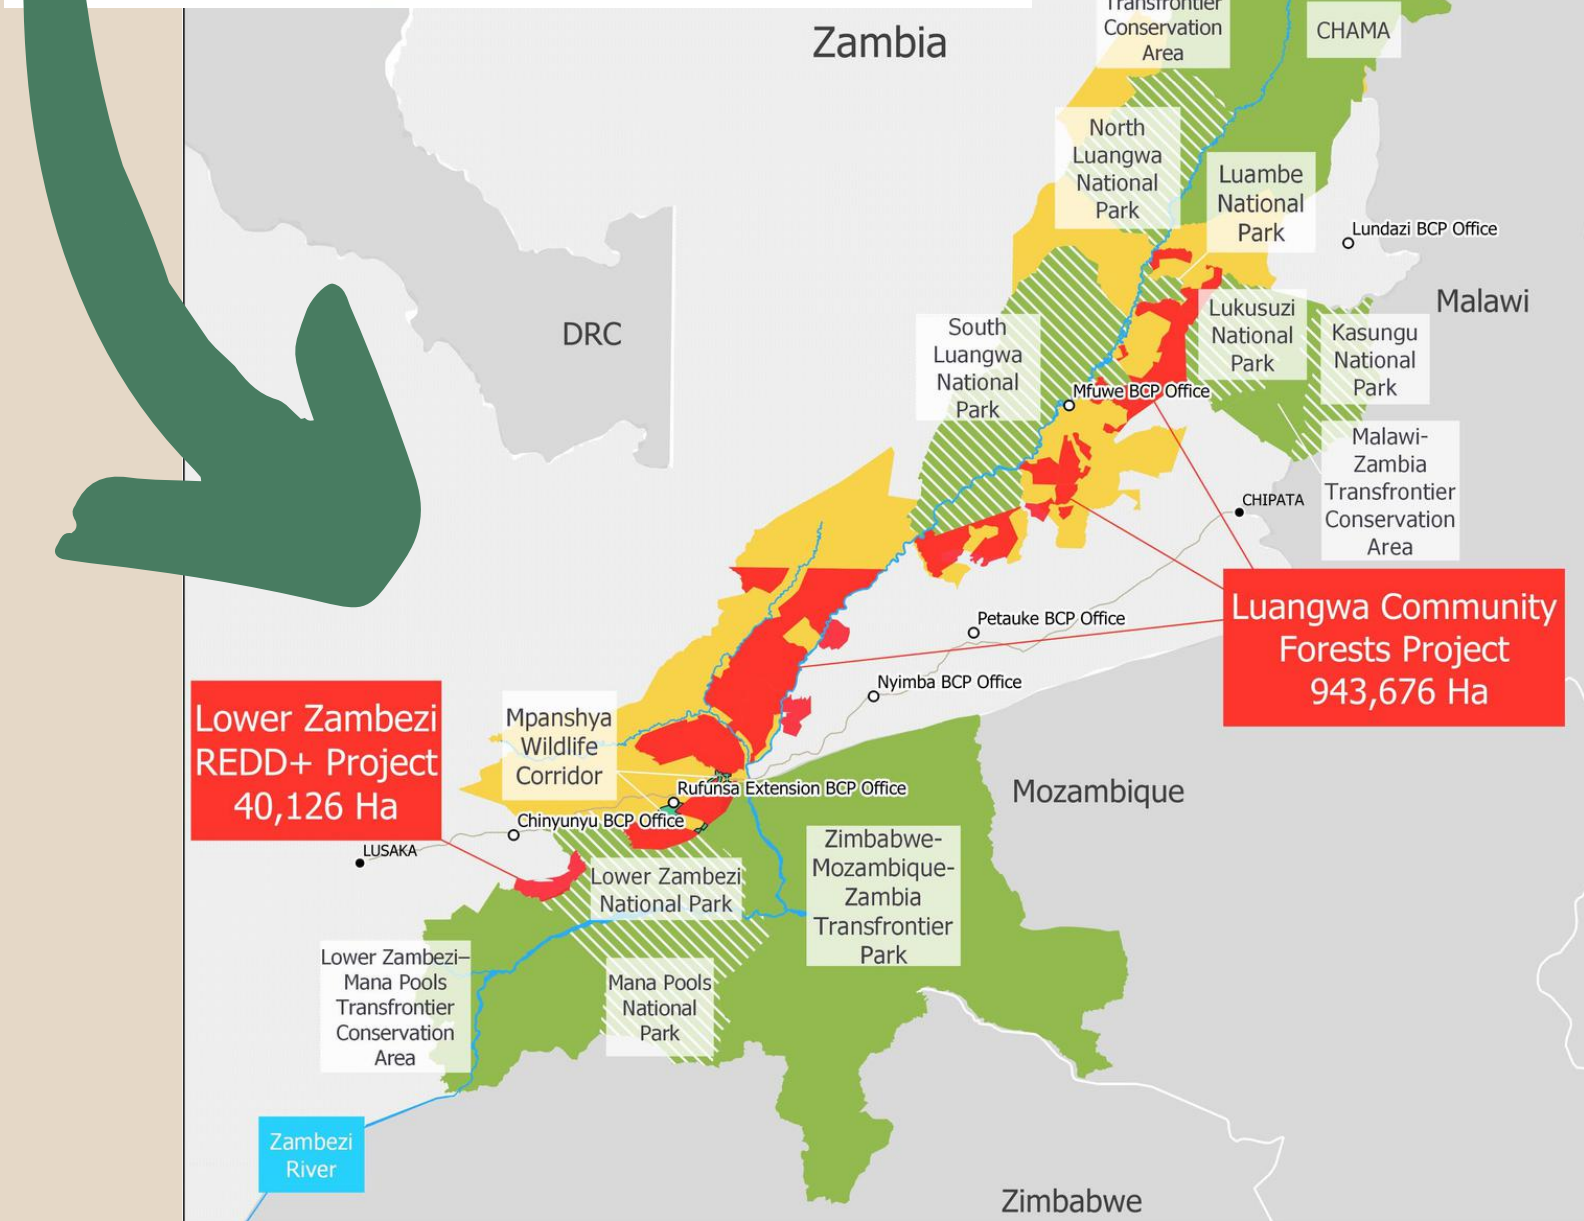 Transfrontier
Conservation
Area
CHAMA
Zambia
North
Luangwa
National
Park
Luambe
National
Park
Lundazi BCP Office
Malawi
DRC
South
Luangwa
National
Park
Lukusuzi
National
Park
Kasungu
National
Park
Mfuwe BCP Office
Malawi-
Zambia
Transfrontier
Conservation
Area
CHIPATA
Luangwa Community
Forests Project
943,676 Ha
Petauke BCP Office
Nyimba BCP Office
Lower Zambezi
REDD+ Project
40,126 Ha
Mpanshya
Wildlife
Corridor
Rufunsa Extension BCP Office
Mozambique
Chinyunyu BCP Office
LUSAKA
Lower Zambezi
National Park
Zimbabwe-
Mozambique-
Zambia
Transfrontier
Park
Lower Zambezi–
Mana Pools
Transfrontier
Conservation
Area
Mana Pools
National
Park
Zambezi
River
Zimbabwe